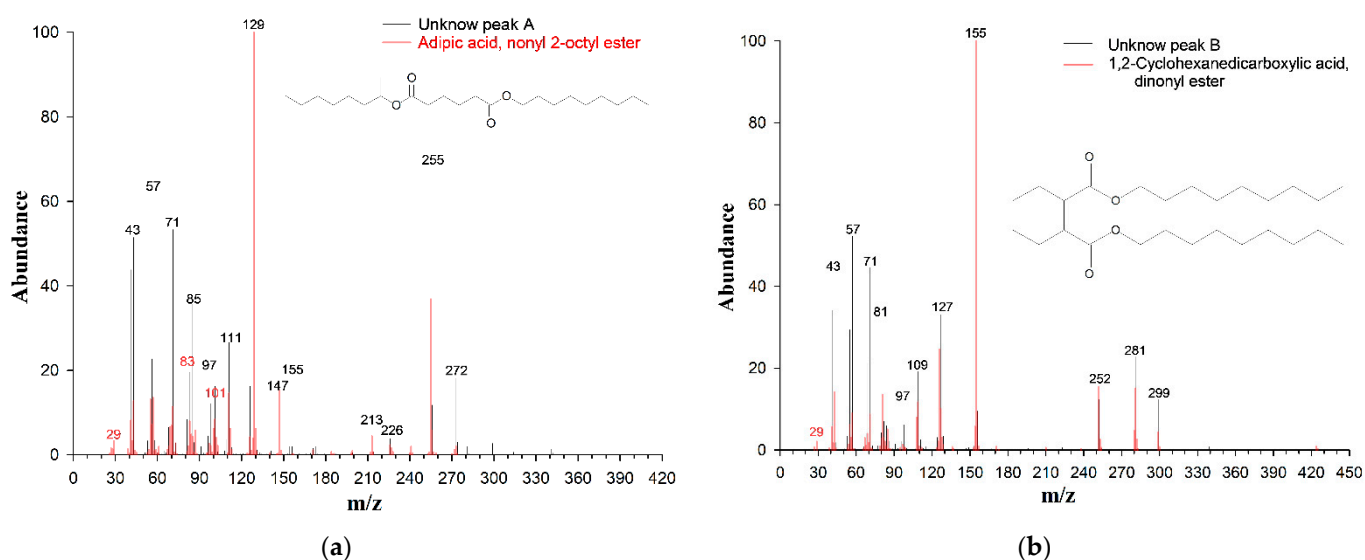 Unknow peak A
Adipic acid, nonyl 2-octyl ester
O
O
O
O
129
255
57
43
71
85
83
97
101
111
147
155
213
226
272
29
100
80
60
40
20
0
Abundance
0 30 60 90 120 150 180 210 240 270 300 330 360 390 420
m/z
(a)
Unknow peak B
1,2-Cyclohexanedicarboxylic acid,
dinonyl ester
O
O
O
O
155
57
43
71
81
127
109
97
252
281
299
29
100
80
60
40
20
0
Abundance
0 30 60 90 120 150 180 210 240 270 300 330 360 390 420 450
m/z
(b)